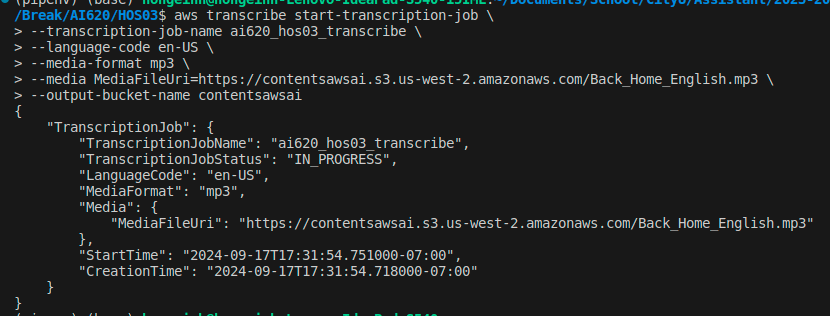 /Break/AI620/HOS03$ aws transcribe start-transcription-job \
> --transcription-job-name ai620_hos03_transcribe \
> --language-code en-US \
> --media-format mp3 \
> --media MediaFileUri=https://contentsawsai.s3.us-west-2.amazonaws.com/Back_Home_English.mp3 \
> --output-bucket-name contentsawsai
{
    "TranscriptionJob": {
        "TranscriptionJobName": "ai620_hos03_transcribe",
        "TranscriptionJobStatus": "IN_PROGRESS",
        "LanguageCode": "en-US",
        "MediaFormat": "mp3",
        "Media": {
            "MediaFileUri": "https://contentsawsai.s3.us-west-2.amazonaws.com/Back_Home_English.mp3"
        },
        "StartTime": "2024-09-17T17:31:54.751000-07:00",
        "CreationTime": "2024-09-17T17:31:54.718000-07:00"
    }
}